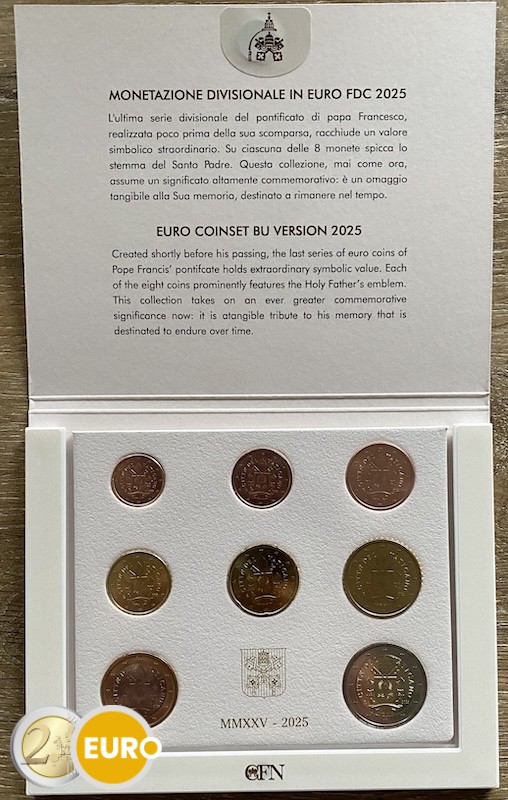 MONETAZIONE DIVISIONALE IN EURO FDC 2025
L'ultima serie divisionale del pontificato di papa Francesco,
realizzata poco prima della sua scomparsa, racchiude un valore
simbolico straordinario. Su ciascuna delle 8 monete spicca lo
stemma del Santo Padre. Questa collezione, mai come ora,
assume un significato altamente commemorativo: è un omaggio
tangibile alla Sua memoria, destinato a rimanere nel tempo.
EURO COINSET BU VERSION 2025
Created shortly before his passing, the last series of euro coins of
Pope Francis' pontifcate holds extraordinary symbolic value. Each
of the eight coins prominently features the Holy Father's emblem.
This collection takes on an ever greater commemorative
significance now: it is atangible tribute to his memory that is
destinated to endure over time.
MMXXV - 2025
CFN
2 EURO